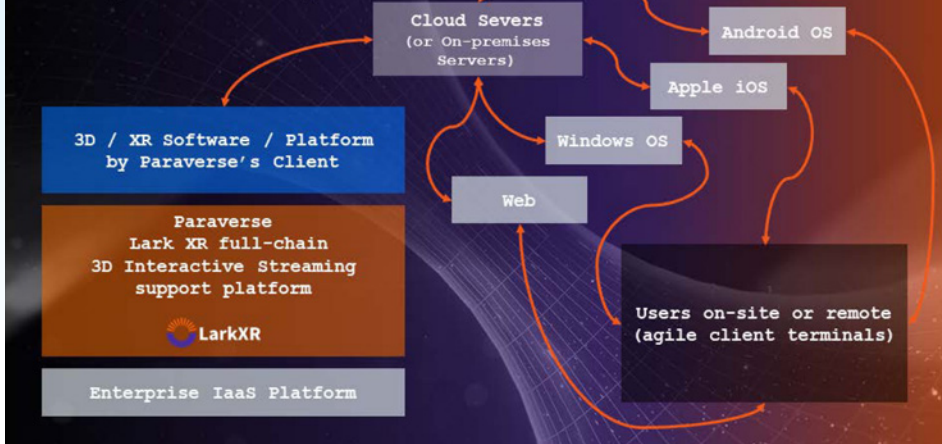 Cloud Severs
(or On-premises
Servers)
Android OS
Apple iOS
3D / XR Software / Platform
by Paraverse's Client
Windows OS
Web
Paraverse
Lark XR full-chain
3D Interactive Streaming
support platform
LarkXR
Users on-site or remote
(agile client terminals)
Enterprise IaaS Platform